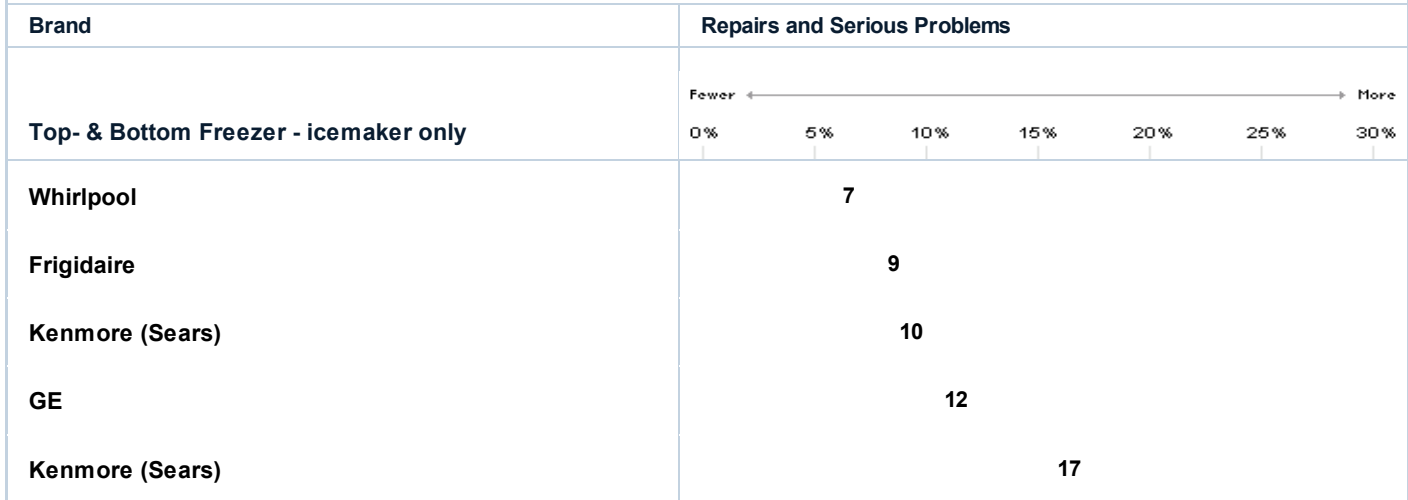 Brand Repairs and Serious Problems
Fewer More
Top- & Bottom Freezer - icemaker only 0% 5% 10% 15% 20% 25% 30%
Whirlpool 7
Frigidaire 9
Kenmore (Sears) 10
GE 12
Kenmore (Sears) 17